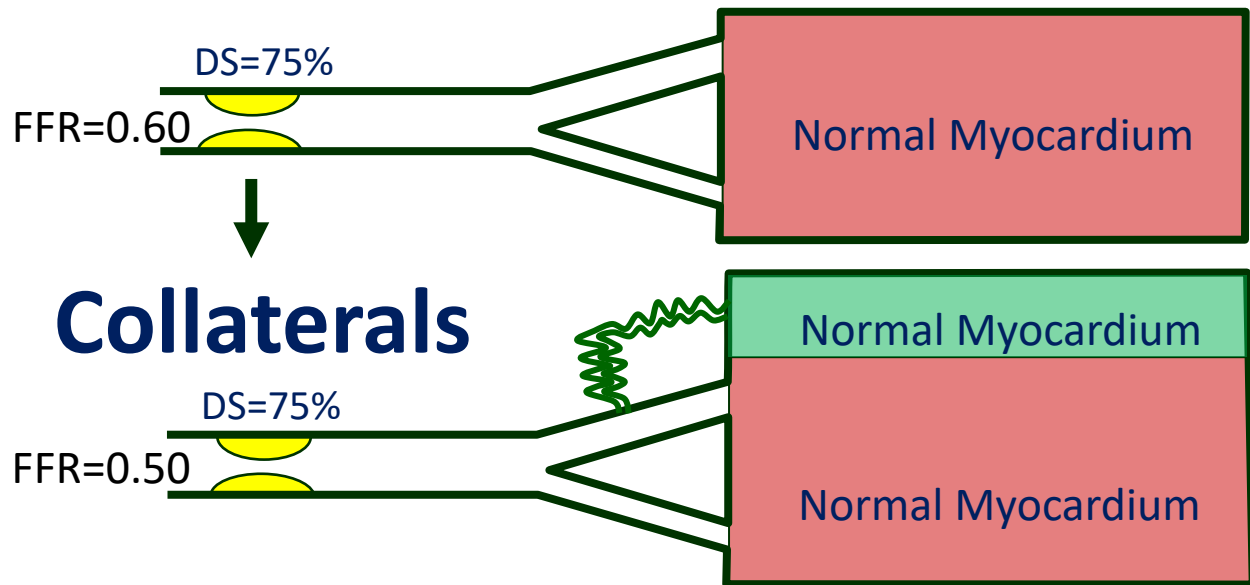 DS=75%
FFR=0.60
Normal Myocardium
Collaterals
Normal Myocardium
DS=75%
FFR=0.50
Normal Myocardium